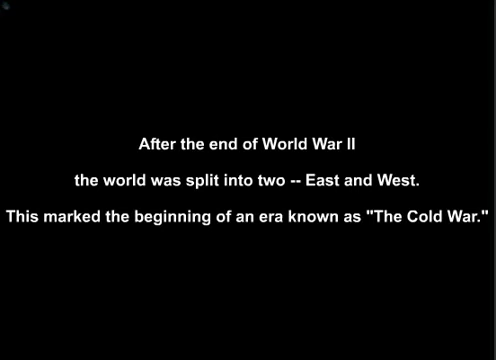 After the end of World War II
the world was split into two -- East and West.
This marked the beginning of an era known as "The Cold War."